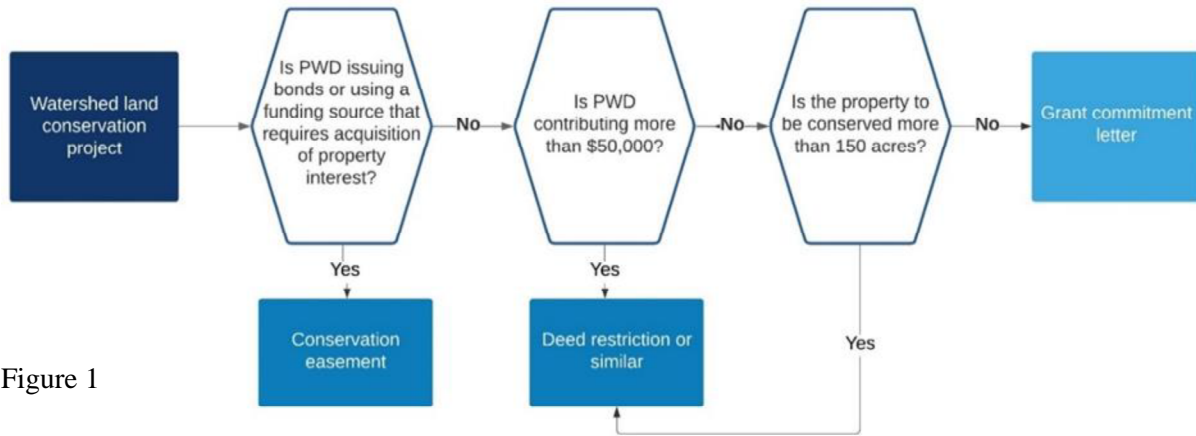 Watershed land
conservation
project
Is PWD issuing
bonds or using a
funding source that
requires acquisition
of property
interest?
No
Is PWD
contributing more
than $50,000?
No
Is the property to
be conserved more
than 150 acres?
No
Grant commitment
letter
Yes
Yes
Yes
Conservation
easement
Deed restriction or
similar
Figure 1